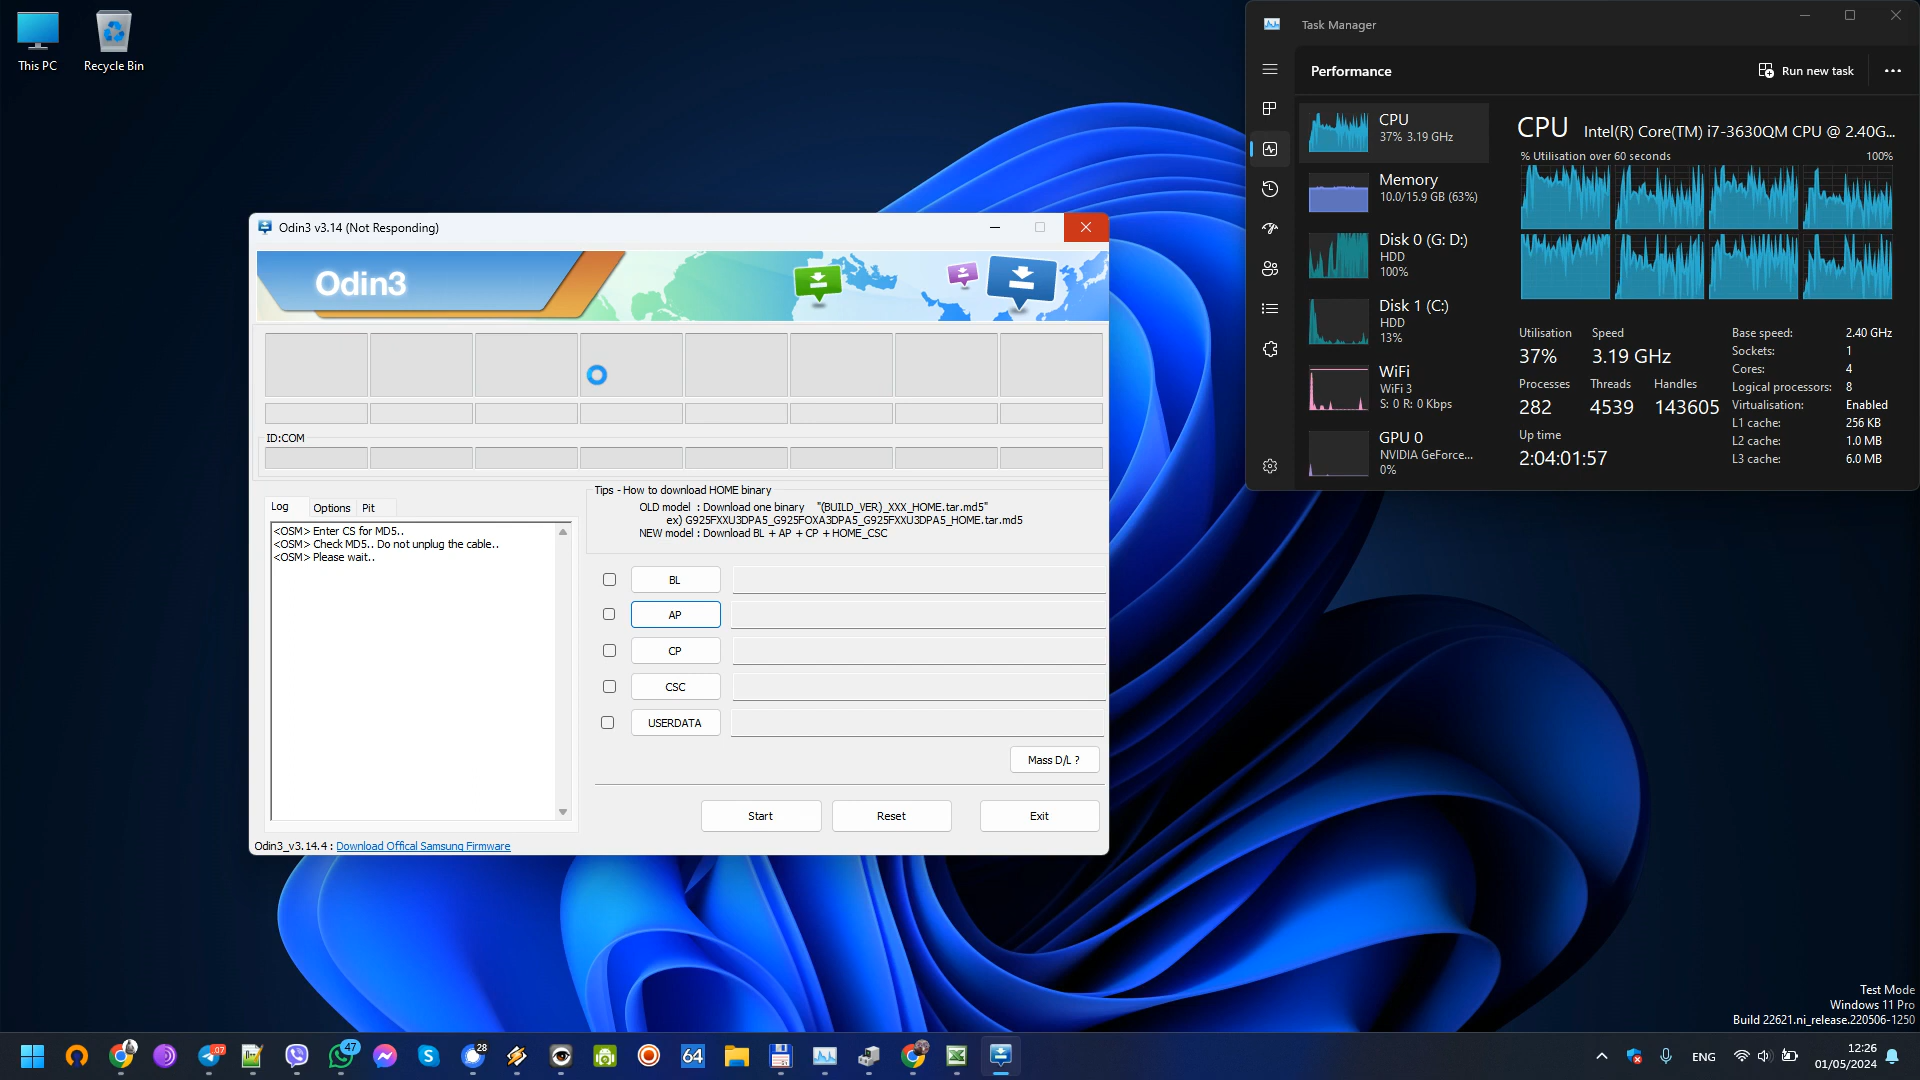 This PC
Recycle Bin
Odin3 v3.14 (Not Responding)
Odin3
ID:COM
Log
Options
Pit
<OSM> Enter CS for MD5..
<OSM> Check MD5.. Do not unplug the cable..
<OSM> Please wait..
Tips - How to download HOME binary
OLD model : Download one binary "(BUILD_VER)_XXX_HOME.tar.md5"
ex) G925FXXU3DPA5_G925FOXA3DPA5_G925FXXU3DPA5_HOME.tar.md5
NEW model : Download BL + AP + CP + HOME_CSC
BL
AP
CP
CSC
USERDATA
Mass D/L ?
Start
Reset
Exit
Odin3_v3.14.4 : Download Offical Samsung Firmware
Task Manager
Performance
Run new task
CPU
37% 3.19 GHz
Memory
10.0/15.9 GB (63%)
Disk 0 (G: D:)
HDD
100%
Disk 1 (C:)
HDD
13%
WiFi
WiFi 3
S: 0 R: 0 Kbps
GPU 0
NVIDIA GeForce...
0%
CPU Intel(R) Core(TM) i7-3630QM CPU @ 2.40G...
% Utilisation over 60 seconds 100%
Utilisation Speed
37% 3.19 GHz
Processes Threads Handles
282 4539 143605
Up time
2:04:01:57
Base speed: 2.40 GHz
Sockets: 1
Cores: 4
Logical processors: 8
Virtualisation: Enabled
L1 cache: 256 KB
L2 cache: 1.0 MB
L3 cache: 6.0 MB
Test Mode
Windows 11 Pro
Build 22621.ni_release.220506-1250
47
28
64
ENG
12:26
01/05/2024